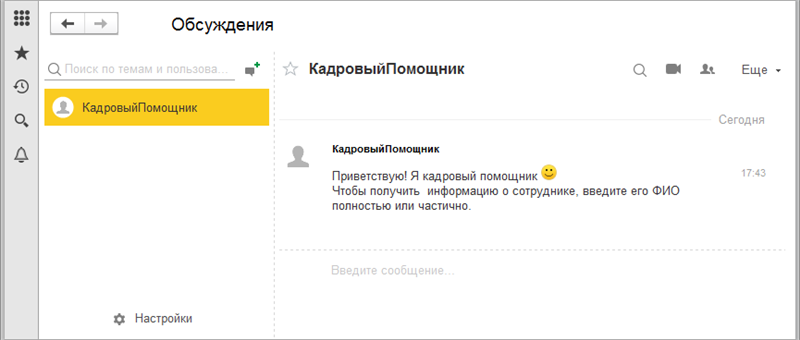 Обсуждения
Поиск по темам и пользова...
КадровыйПомощник
Настройки
КадровыйПомощник
Еще
Сегодня
КадровыйПомощник
17:43
Приветствую! Я кадровый помощник
Чтобы получить информацию о сотруднике, введите его ФИО
полностью или частично.
Введите сообщение...